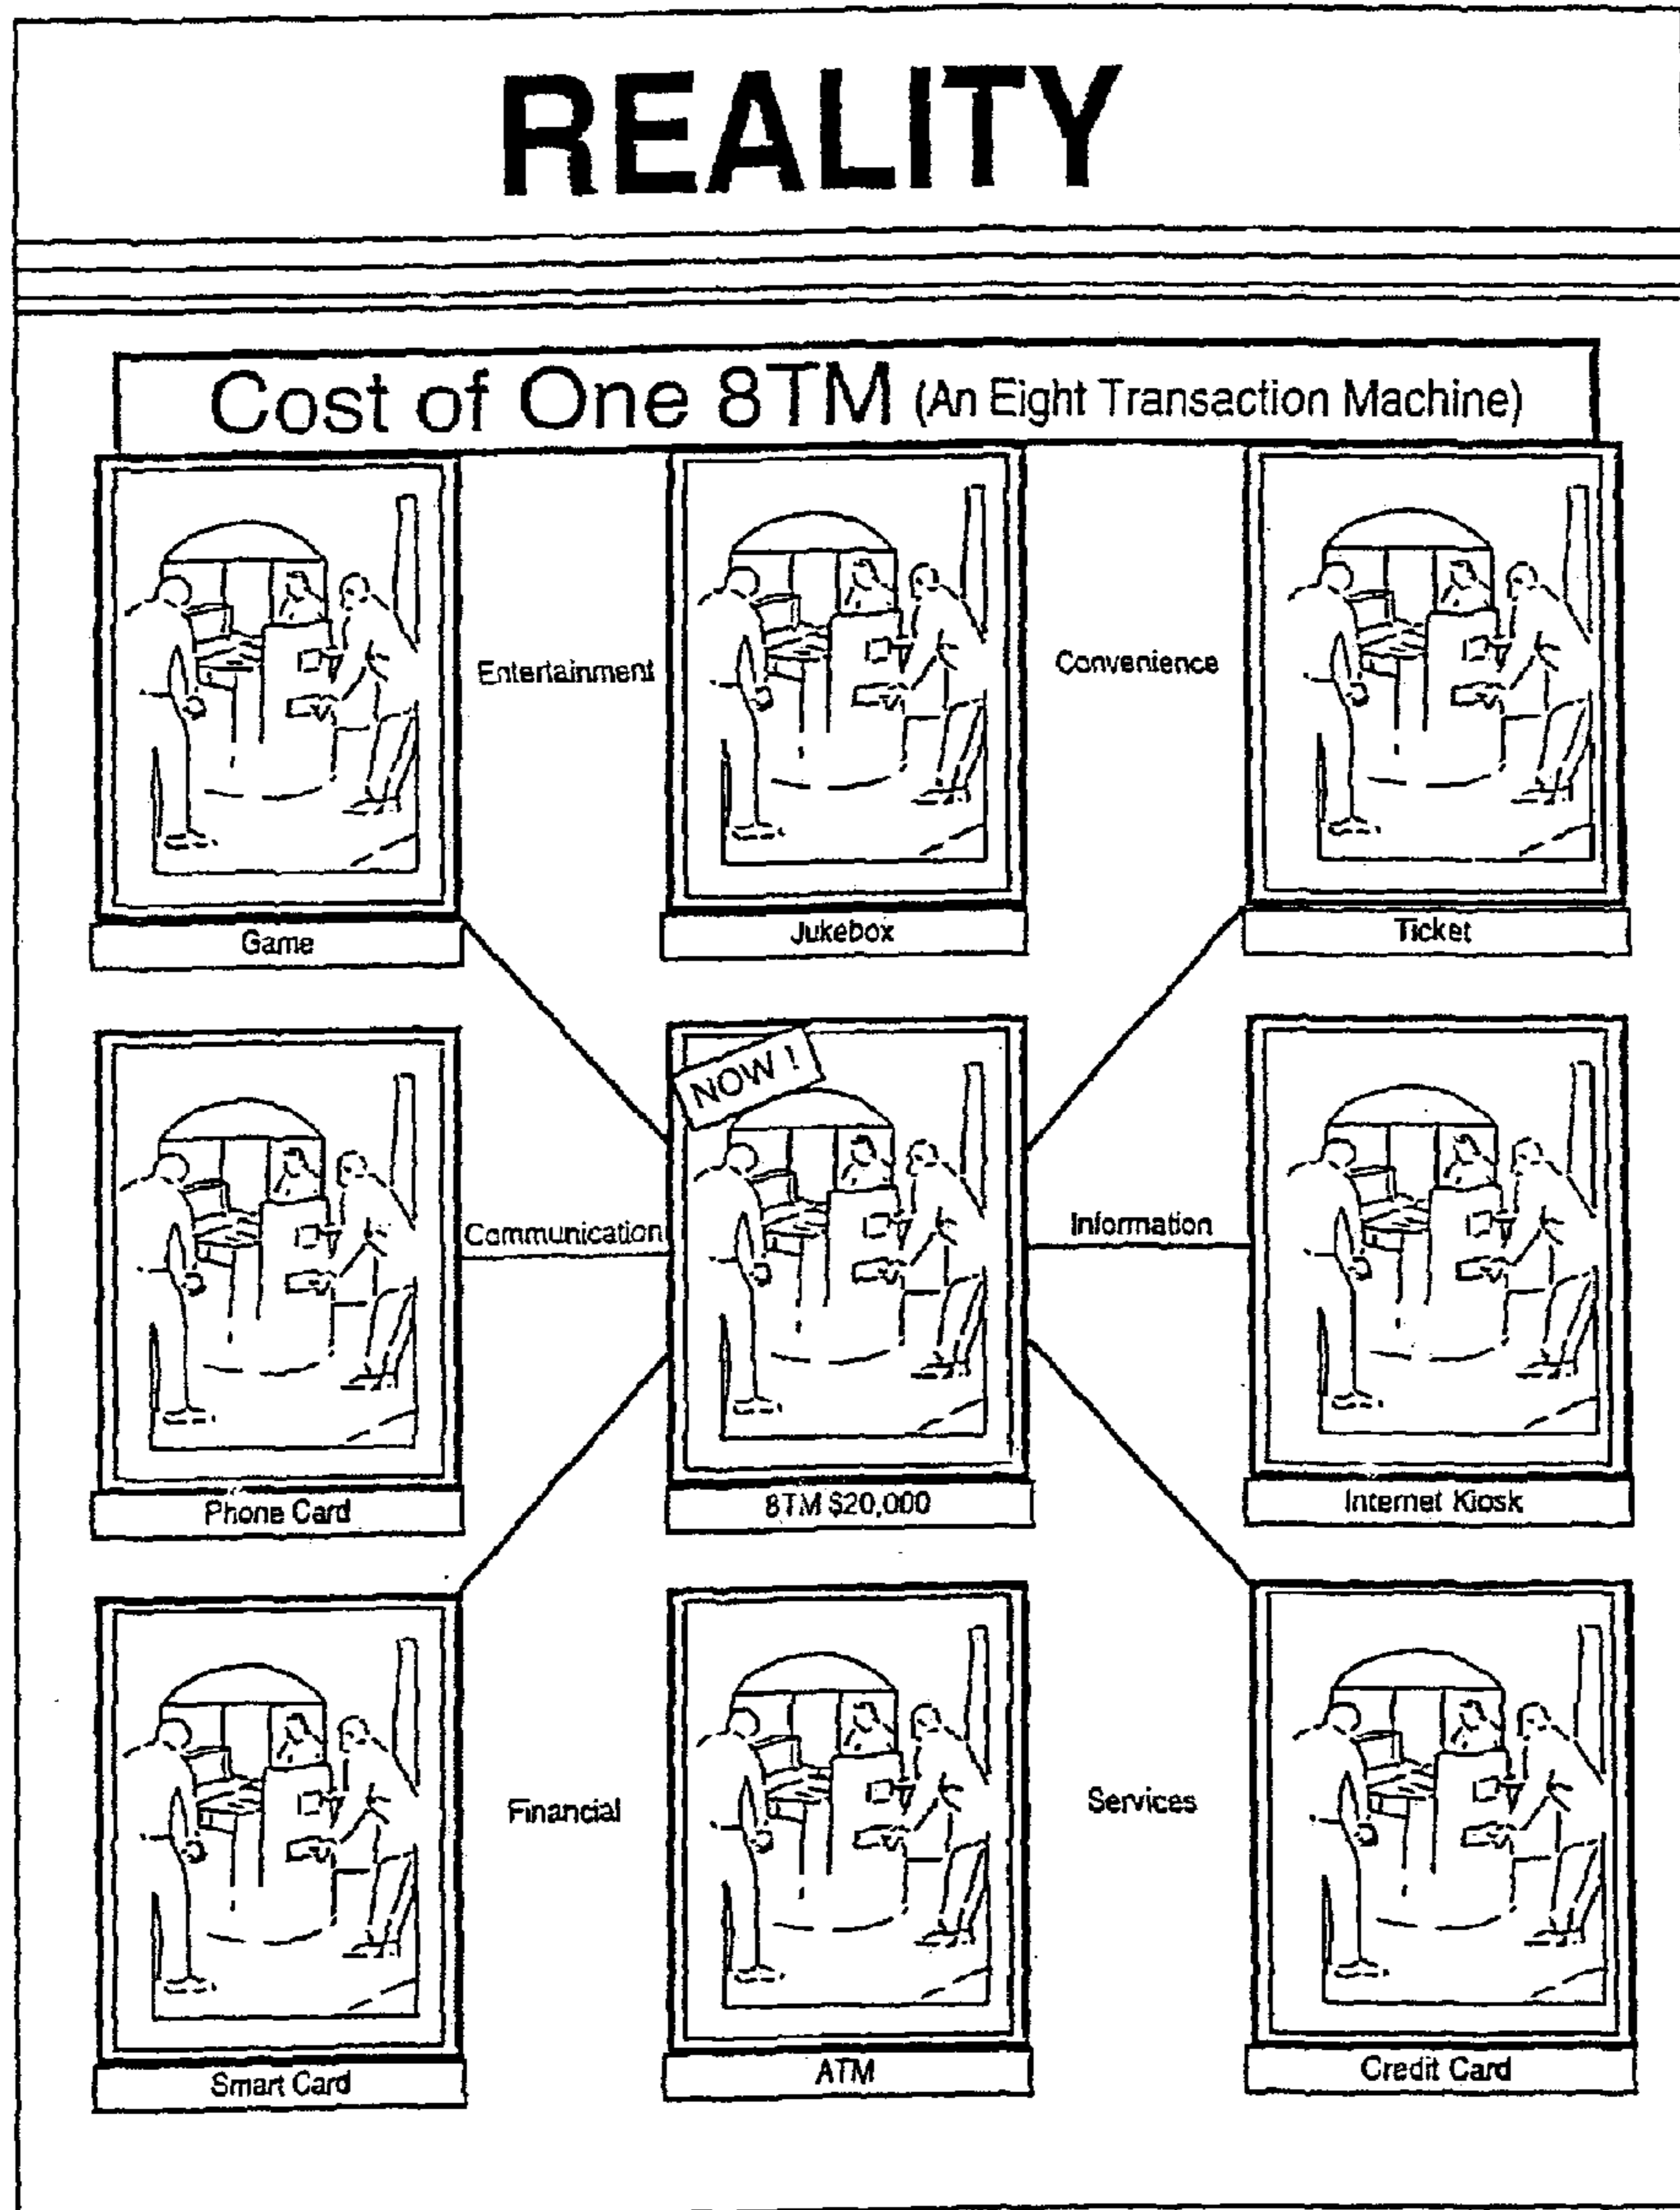 REALITY
Cost of One 8TM (An Eight Transaction Machine)
Entertainment
Convenience
Game
Jukebox
Ticket
NOW !
Communication
Information
Phone Card
8TM $20,000
Internet Kiosk
Financial
Services
Smart Card
ATM
Credit Card